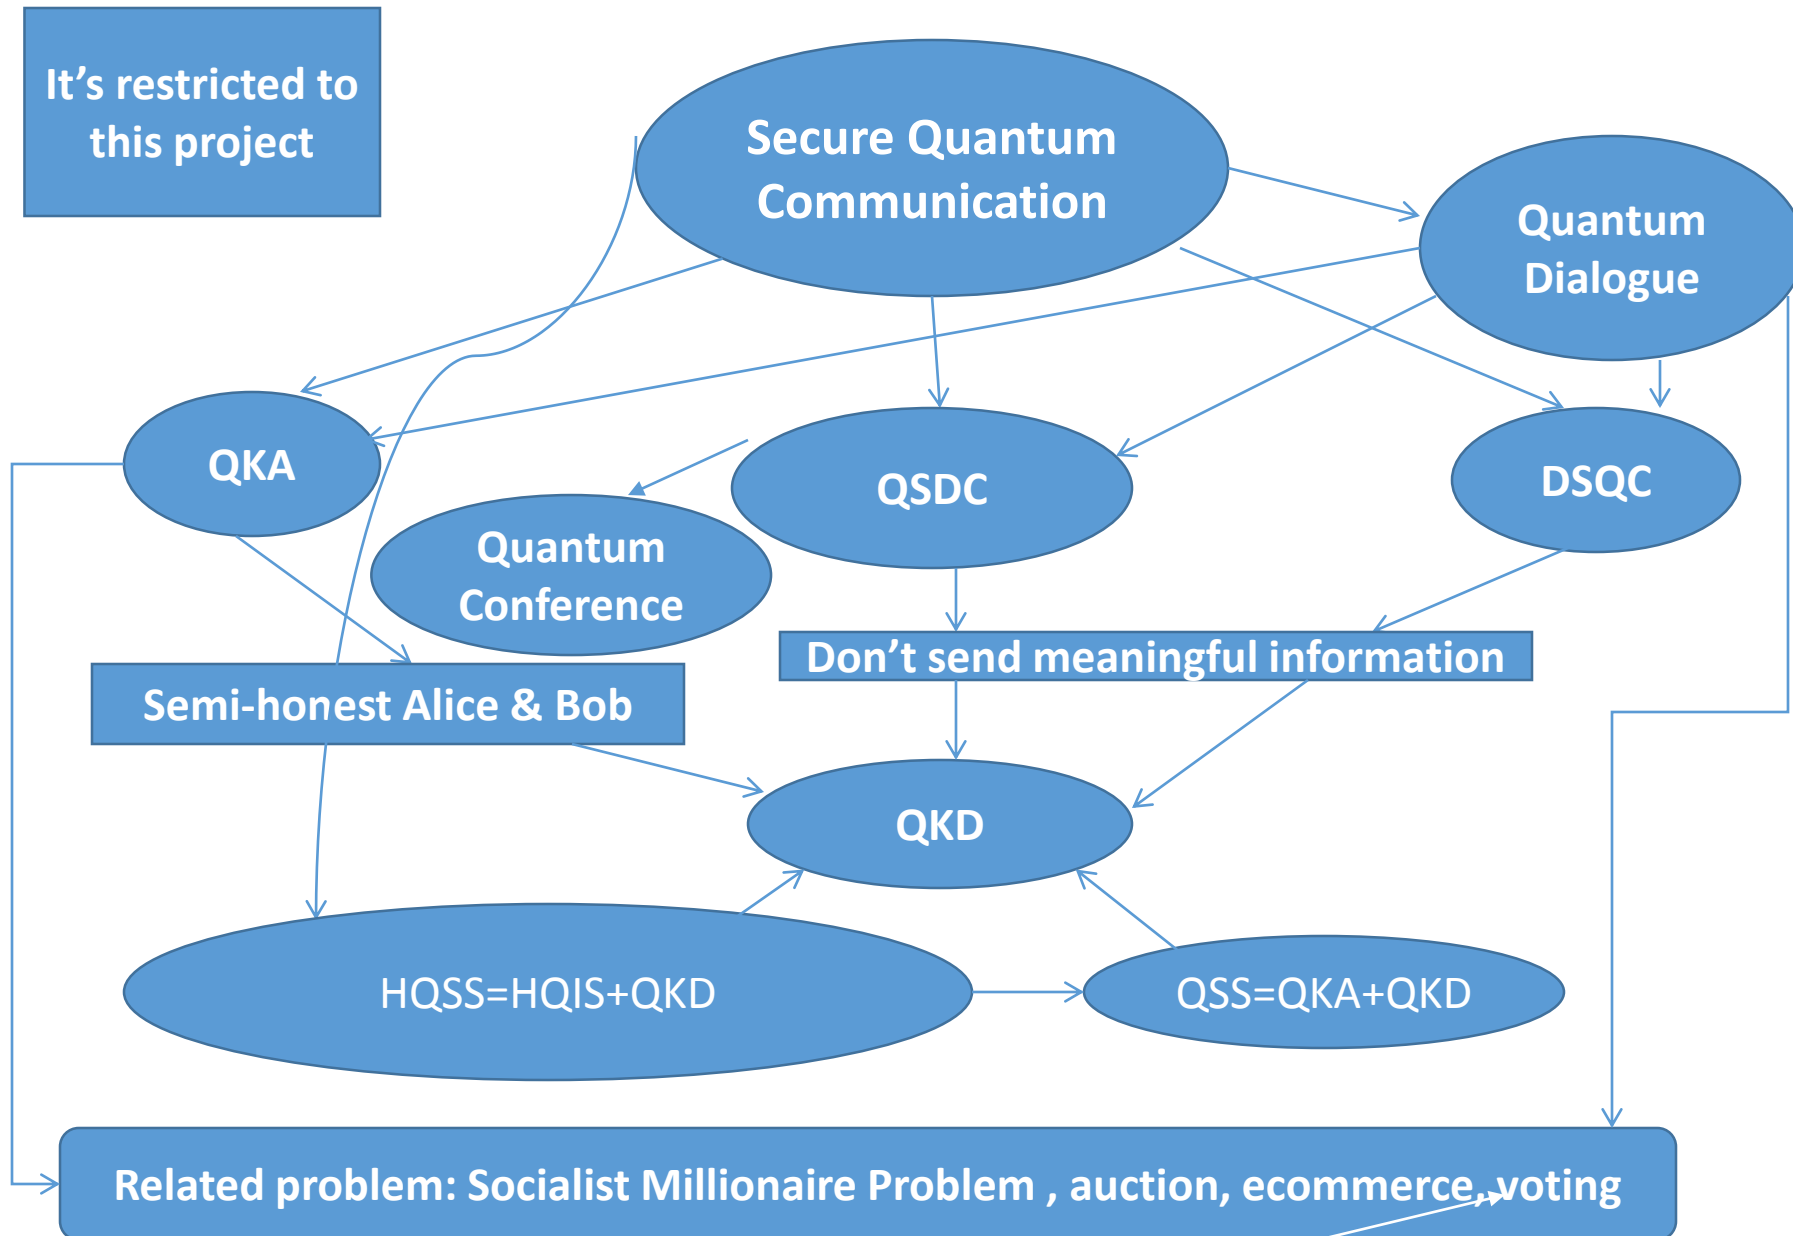 It’s restricted to
this project
Secure Quantum
Communication
Quantum
Dialogue
QKA
QSDC
DSQC
Quantum
Conference
Don’t send meaningful information
Semi-honest Alice & Bob
QKD
HQSS=HQIS+QKD
QSS=QKA+QKD
Related problem: Socialist Millionaire Problem , auction, ecommerce, voting